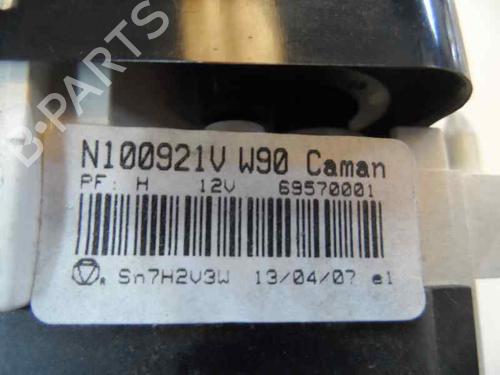 B-PARTS
N100921V W90 Caman
PF: H 12V 69570001
R Sn7H2V3W 13/04/07 e1